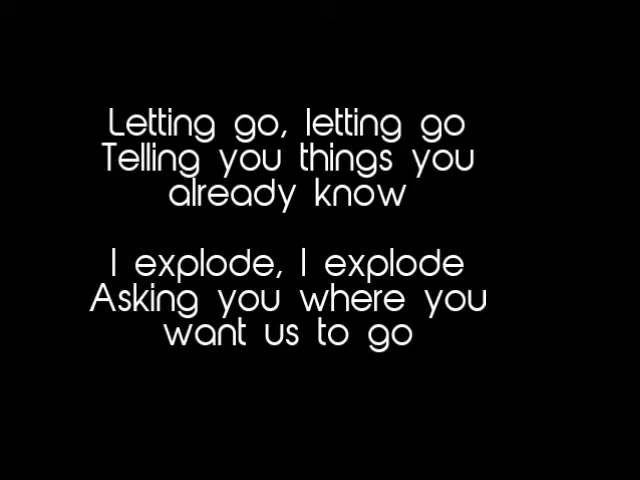 Letting go, letting go
Telling you things you
already know
I explode, I explode
Asking you where you
want us to go